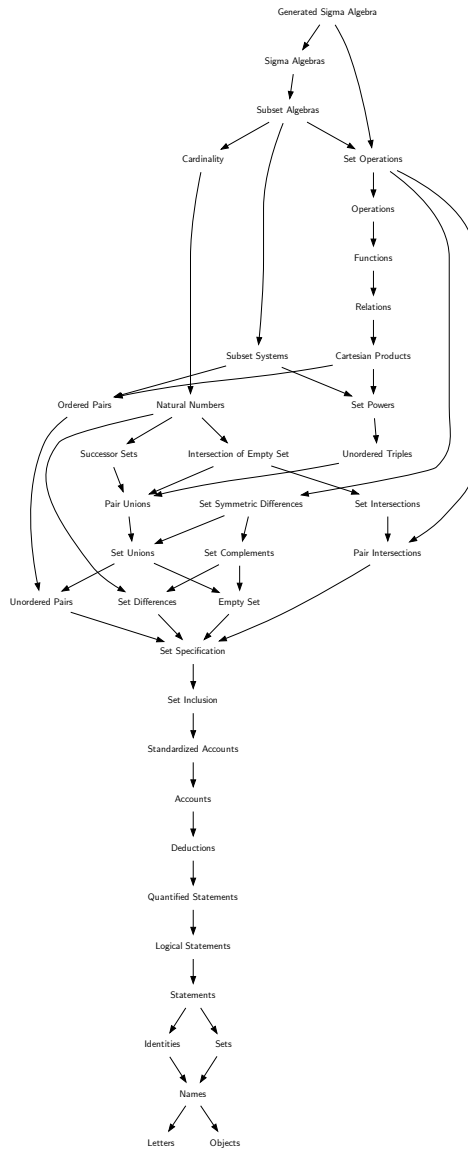 Generated Sigma Algebra
Sigma Algebras
Subset Algebras
Cardinality
Set Operations
Operations
Functions
Relations
Subset Systems
Cartesian Products
Ordered Pairs
Natural Numbers
Set Powers
Successor Sets
Intersection of Empty Set
Unordered Triples
Pair Unions
Set Symmetric Differences
Set Intersections
Set Unions
Set Complements
Pair Intersections
Unordered Pairs
Set Differences
Empty Set
Set Specification
Set Inclusion
Standardized Accounts
Accounts
Deductions
Quantified Statements
Logical Statements
Statements
Identities
Sets
Names
Letters
Objects